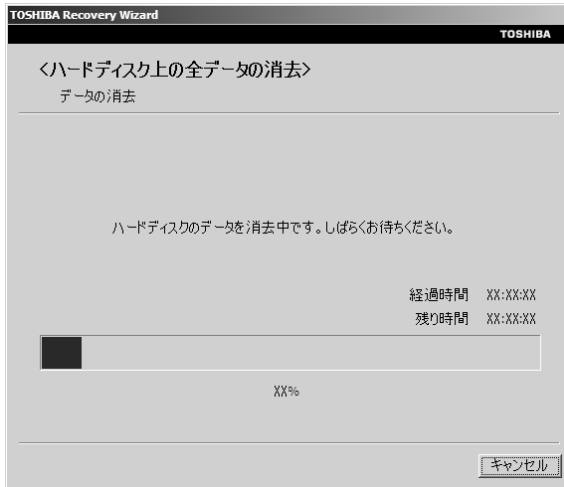 TOSHIBA Recovery Wizard
TOSHIBA
<ハードディスク上の全データの消去>
データの消去
ハードディスクのデータを消去中です。しばらくお待ちください。
経過時間 XX:XX:XX
残り時間 XX:XX:XX
XX%
キャンセル